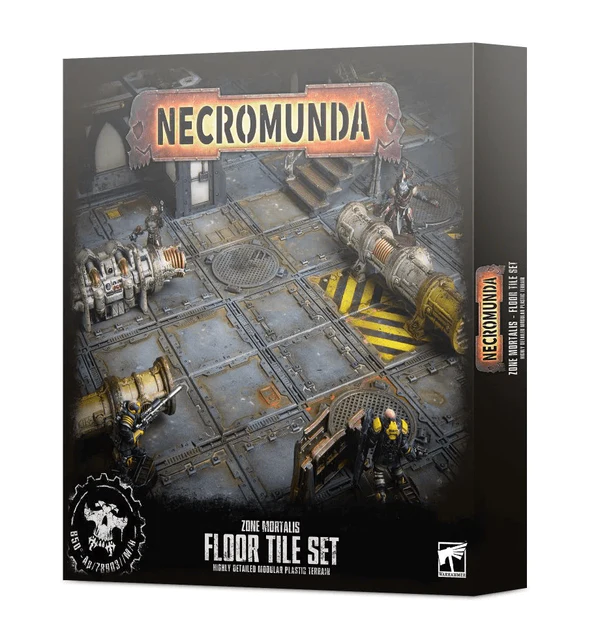 NECROMUNDA
ZONE MORTALIS
FLOOR TILE SET
HIGHLY DETAILED MODULAR PLASTIC TERRAIN
WARHAMMER
NECROMUNDA
ZONE MORTALIS - FLOOR TILE SET
HIGHLY DETAILED MODULAR PLASTIC TERRAIN